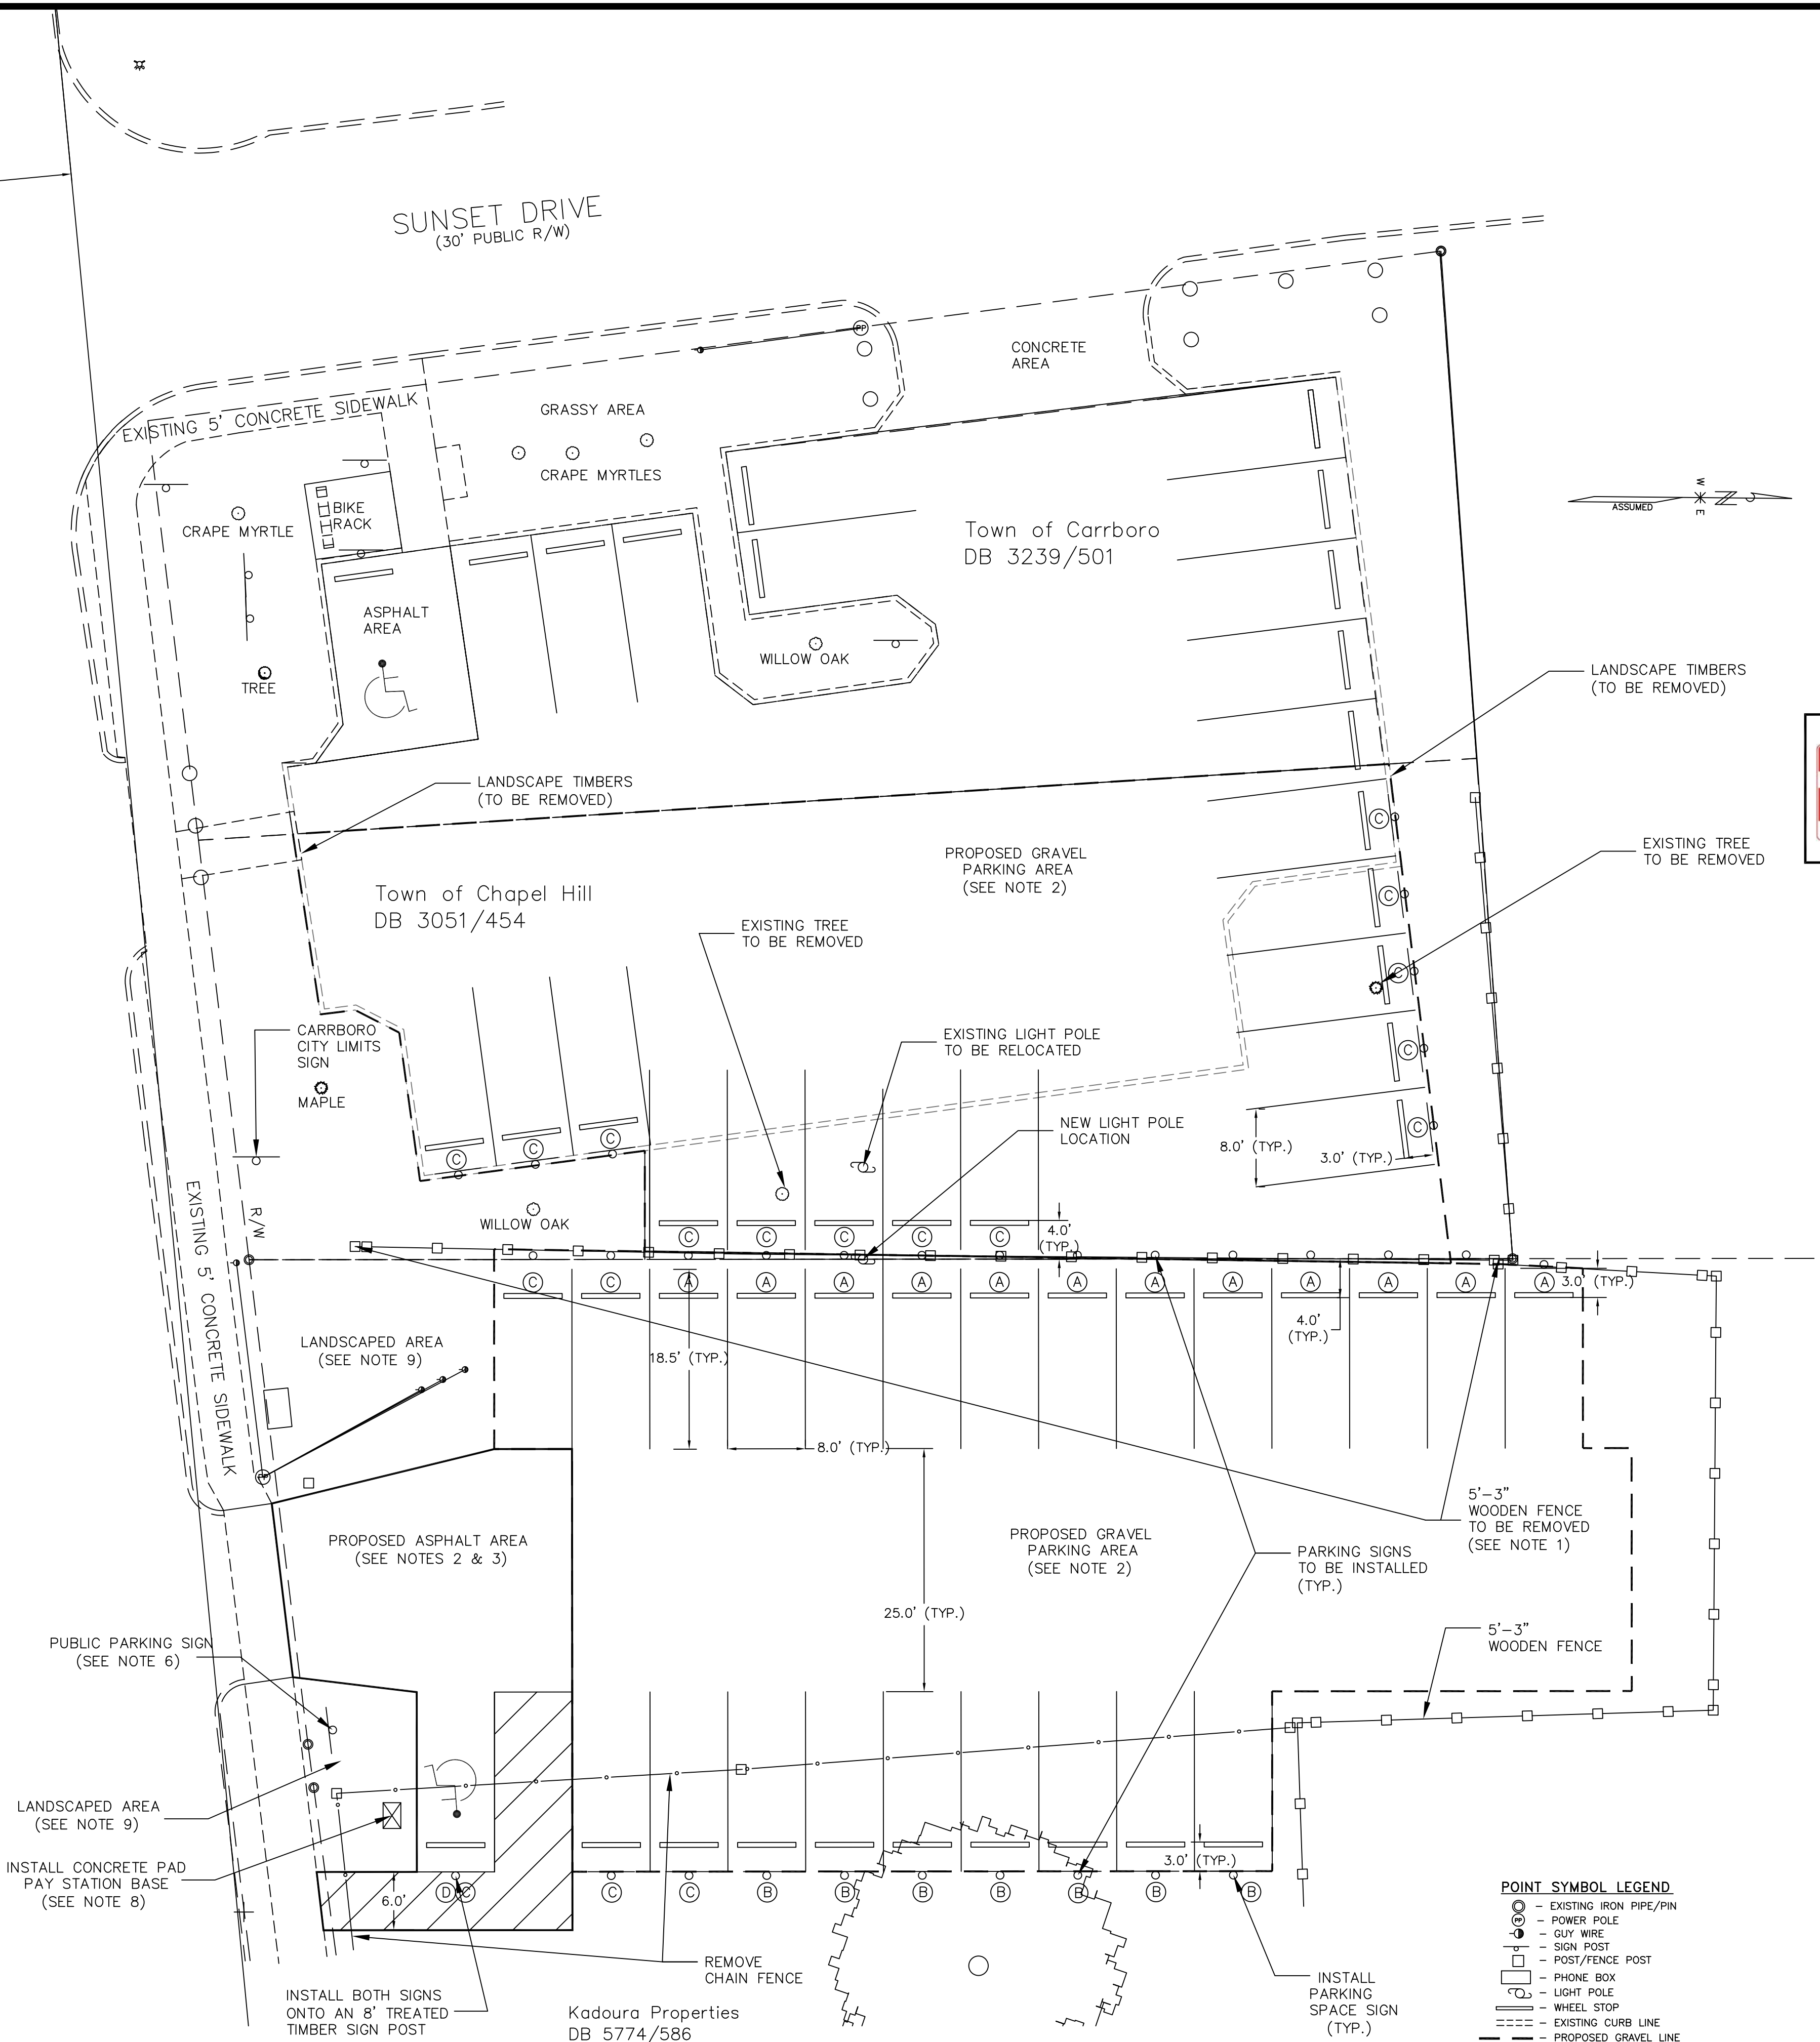 SUNSET DRIVE
(30' PUBLIC R/W)
PP
CONCRETE
AREA
EXISTING 5' CONCRETE SIDEWALK
GRASSY AREA
CRAPE MYRTLES
BIKE
RACK
CRAPE MYRTLE
Town of Carrboro
DB 3239/501
W
N
E
ASSUMED
ASPHALT
AREA
WILLOW OAK
TREE
LANDSCAPE TIMBERS
(TO BE REMOVED)
LANDSCAPE TIMBERS
(TO BE REMOVED)
C
EXISTING TREE
TO BE REMOVED
PROPOSED GRAVEL
PARKING AREA
(SEE NOTE 2)
Town of Chapel Hill
DB 3051/454
C
EXISTING TREE
TO BE REMOVED
C
CARRBORO
CITY LIMITS
SIGN
EXISTING LIGHT POLE
TO BE RELOCATED
C
MAPLE
NEW LIGHT POLE
LOCATION
C
C C C
8.0' (TYP.)
3.0' (TYP.)
R/W
EXISTING 5' CONCRETE SIDEWALK
WILLOW OAK
C C C C C
4.0'
(TYP.)
C C A A A A A A A A A A A A
3.0' (TYP.)
4.0'
(TYP.)
LANDSCAPED AREA
(SEE NOTE 9)
18.5' (TYP.)
8.0' (TYP.)
5'-3"
WOODEN FENCE
TO BE REMOVED
(SEE NOTE 1)
PROPOSED ASPHALT AREA
(SEE NOTES 2 & 3)
PROPOSED GRAVEL
PARKING AREA
(SEE NOTE 2)
PARKING SIGNS
TO BE INSTALLED
(TYP.)
25.0' (TYP.)
5'-3"
WOODEN FENCE
PUBLIC PARKING SIGN
(SEE NOTE 6)
LANDSCAPED AREA
(SEE NOTE 9)
INSTALL CONCRETE PAD
PAY STATION BASE
(SEE NOTE 8)
3.0' (TYP.)
6.0'
D C C C B B B B B B B
REMOVE
CHAIN FENCE
INSTALL BOTH SIGNS
ONTO AN 8' TREATED
TIMBER SIGN POST
Kadoura Properties
DB 5774/586
INSTALL
PARKING
SPACE SIGN
(TYP.)
POINT SYMBOL LEGEND
- EXISTING IRON PIPE/PIN
PP - POWER POLE
- GUY WIRE
- SIGN POST
- POST/FENCE POST
- PHONE BOX
- LIGHT POLE
- WHEEL STOP
- EXISTING CURB LINE
- PROPOSED GRAVEL LINE